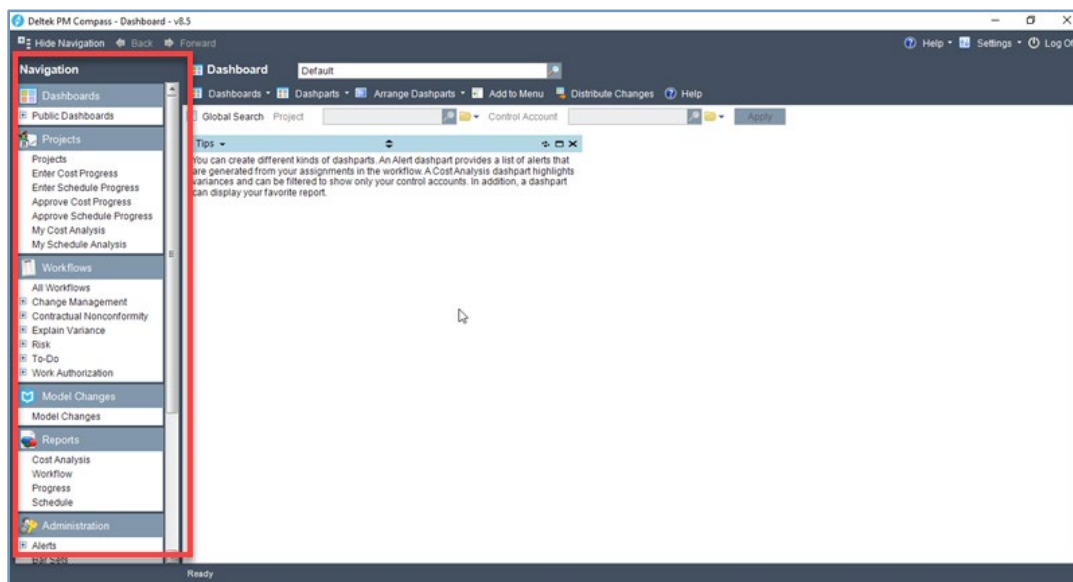 Deltek PM Compass - Dashboard - v8.5
Hide Navigation Back Forward Help Settings Log Of
Navigation
Dashboards
Public Dashboards
Projects
Projects
Enter Cost Progress
Enter Schedule Progress
Approve Cost Progress
Approve Schedule Progress
My Cost Analysis
My Schedule Analysis
Workflows
All Workflows
Change Management
Contractual Nonconformity
Explain Variance
Risk
To-Do
Work Authorization
Model Changes
Model Changes
Reports
Cost Analysis
Workflow
Progress
Schedule
Administration
Alerts
Bar Sets
Dashboard Default
Dashboards Dashparts Arrange Dashparts Add to Menu Distribute Changes Help
Global Search Project Control Account Apply
Tips
You can create different kinds of dashparts. An Alert dashpart provides a list of alerts that
are generated from your assignments in the workflow. A Cost Analysis dashpart highlights
variances and can be filtered to show only your control accounts. In addition, a dashpart
can display your favorite report.
Ready